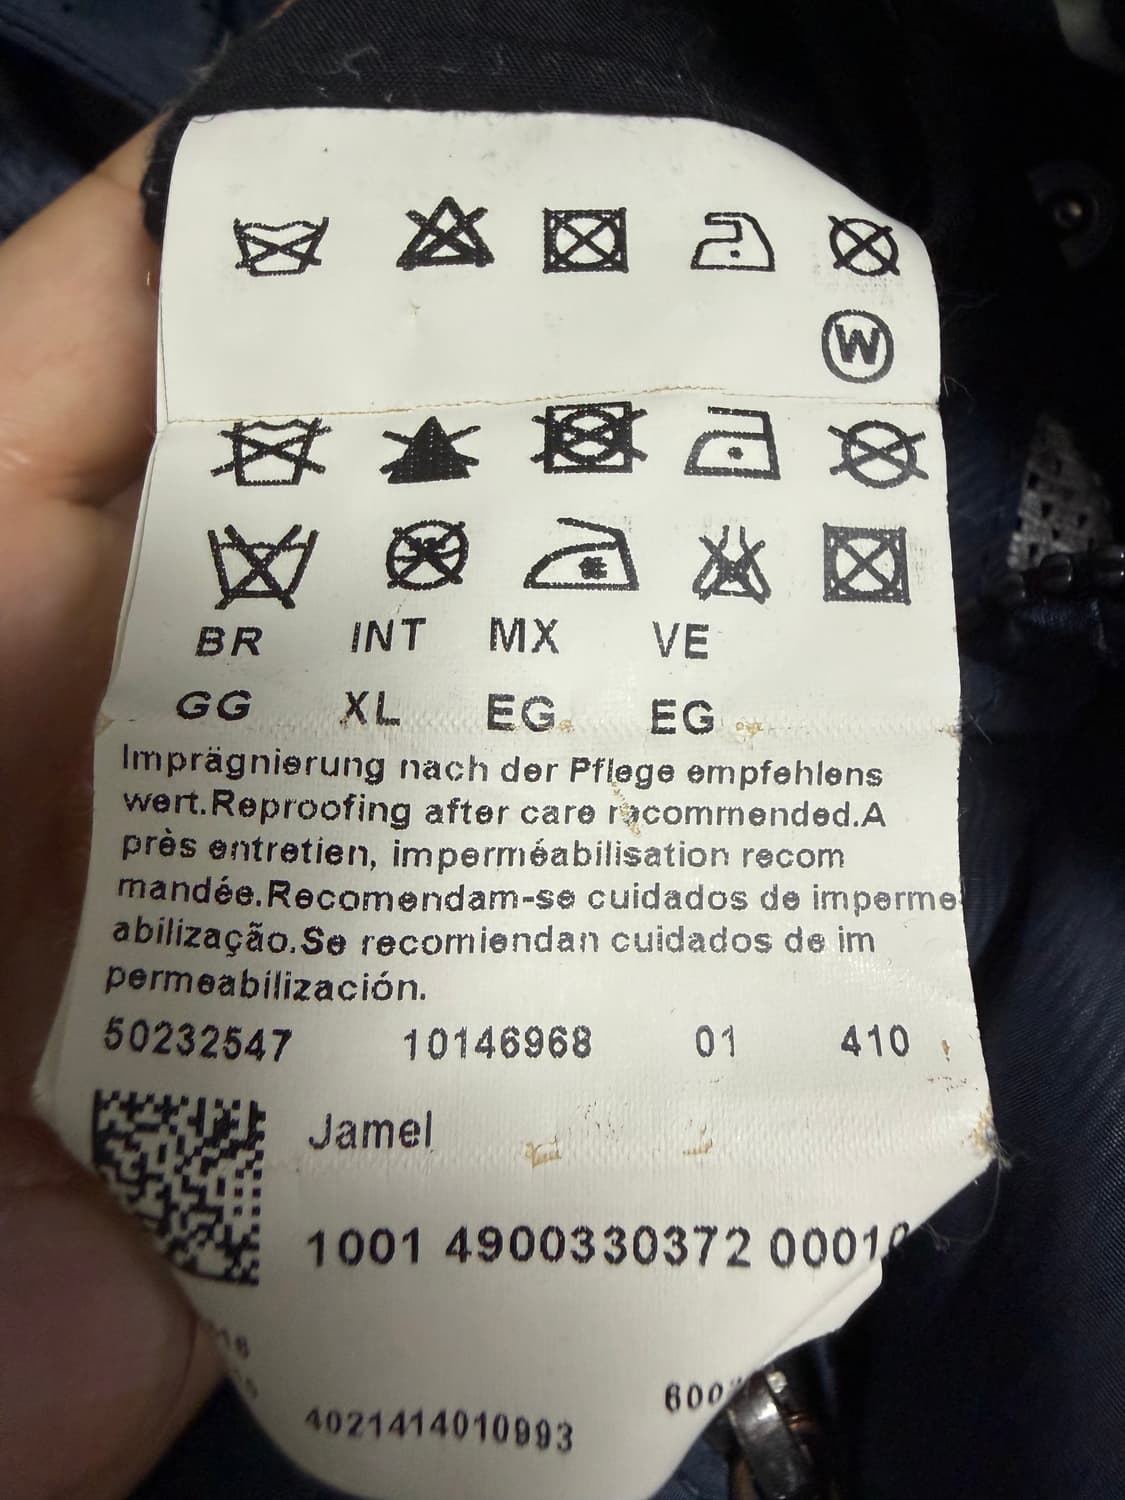 W
BR INT MX VE
GG XL EG EG
Imprägnierung nach der Pflege empfehlens
wert.Reproofing after care recommended.A
près entretien, imperméabilisation recom
mandée.Recomendam-se cuidados de imperme
abilização.Se recomiendan cuidados de im
permeabilización.
50232547 10146968 01 410
Jamel
1001 4900330372
4021414010993